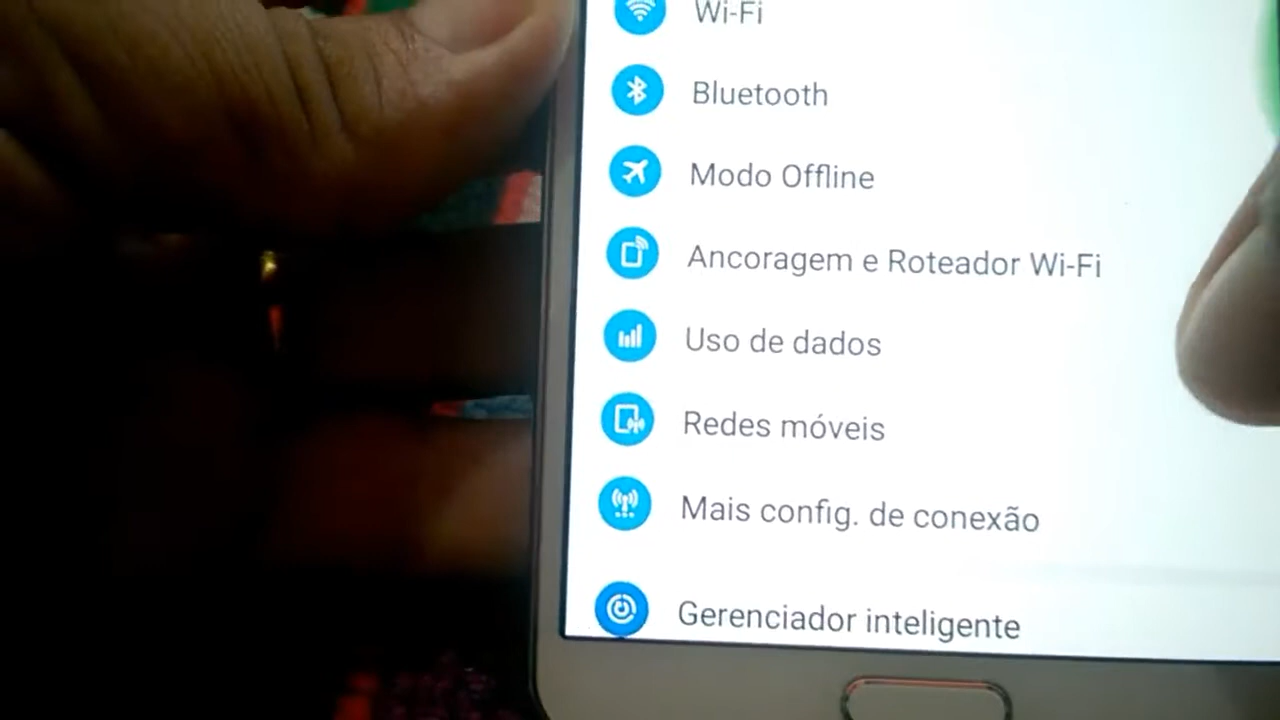 Wi-Fi
Bluetooth
Modo Offline
Ancoragem e Roteador Wi-Fi
Uso de dados
Redes móveis
Mais config. de conexão
Gerenciador inteligente